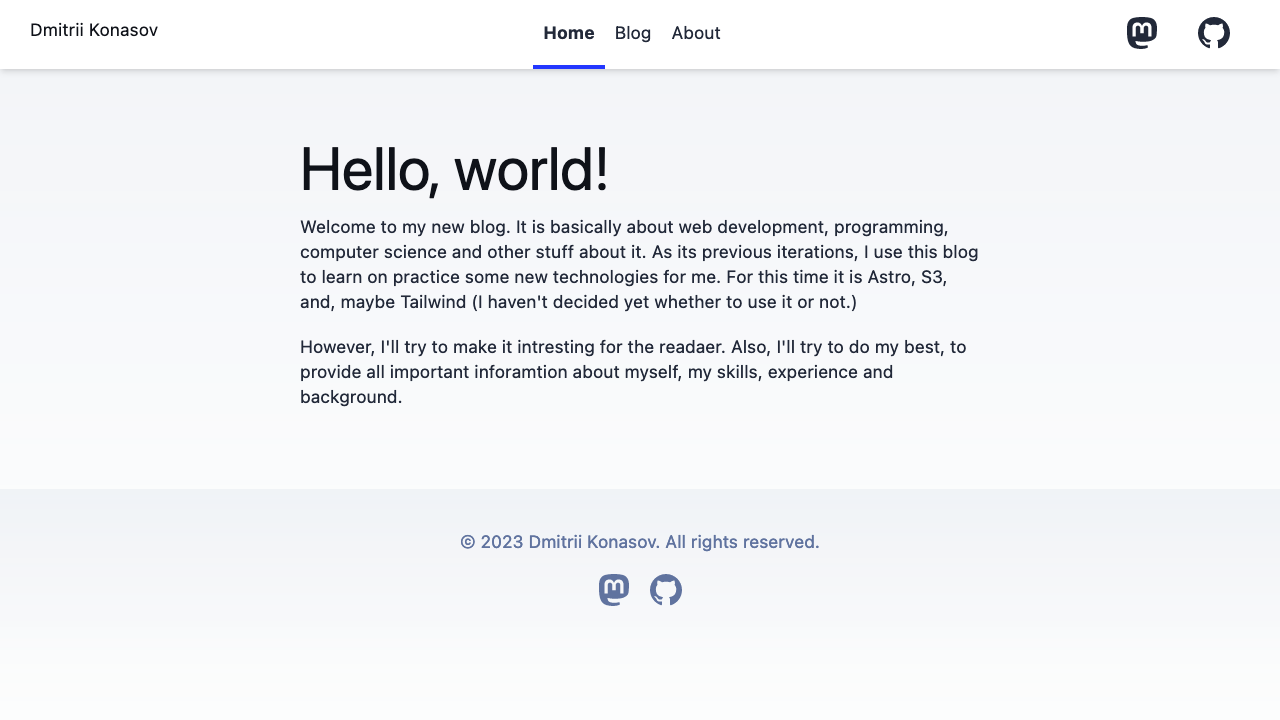 Dmitrii Konasov
Home Blog About
Hello, world!
Welcome to my new blog. It is basically about web development, programming,
computer science and other stuff about it. As its previous iterations, I use this blog
to learn on practice some new technologies for me. For this time it is Astro, S3,
and, maybe Tailwind (I haven't decided yet whether to use it or not.)
However, I'll try to make it intresting for the readaer. Also, I'll try to do my best, to
provide all important inforamtion about myself, my skills, experience and
background.
© 2023 Dmitrii Konasov. All rights reserved.